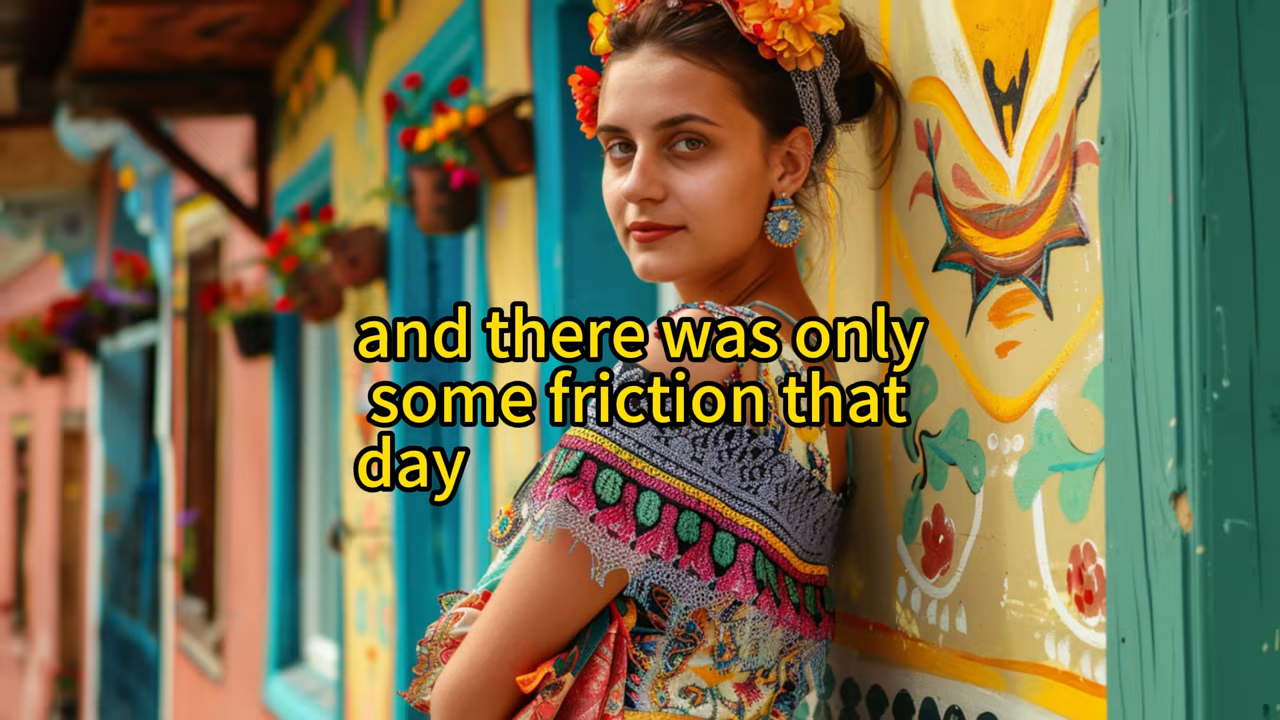 and there was only
some friction that
day